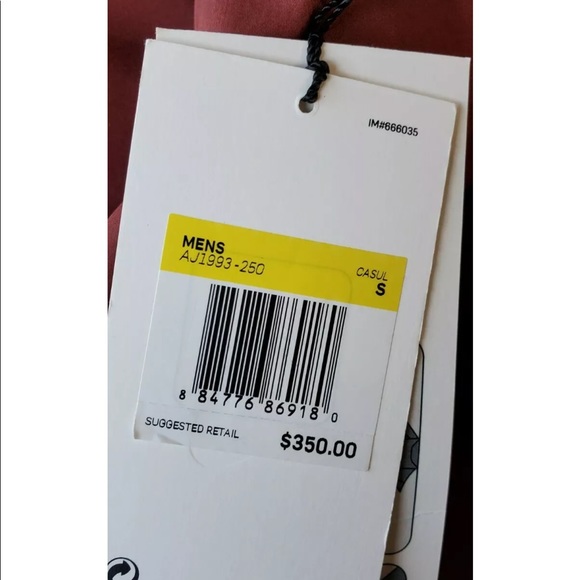 IM#666035
MENS
AJ1993-250
CASUL
S
8 84776 86918 0
SUGGESTED RETAIL
$350.00